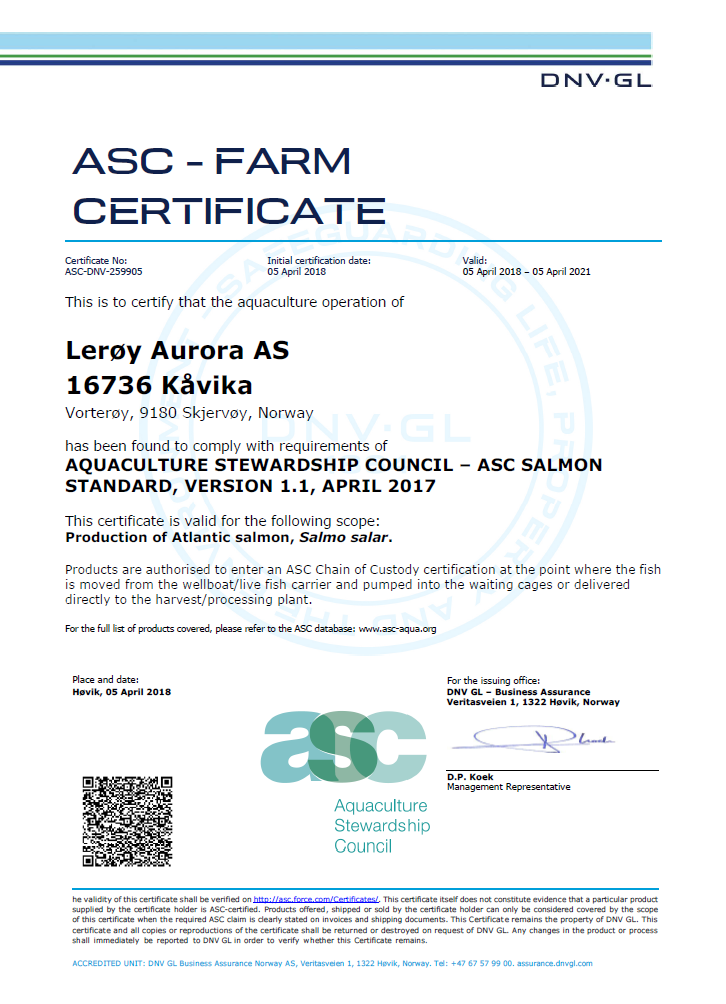 DNV·GL
ASC – FARM
CERTIFICATE
Certificate No:
ASC-DNV-259905
Initial certification date:
05 April 2018
Valid:
05 April 2018 – 05 April 2021
This is to certify that the aquaculture operation of
Lerøy Aurora AS
16736 Kåvika
Vorterøy, 9180 Skjervøy, Norway
has been found to comply with requirements of
AQUACULTURE STEWARDSHIP COUNCIL – ASC SALMON
STANDARD, VERSION 1.1, APRIL 2017
This certificate is valid for the following scope:
Production of Atlantic salmon, Salmo salar.
Products are authorised to enter an ASC Chain of Custody certification at the point where the fish
is moved from the wellboat/live fish carrier and pumped into the waiting cages or delivered
directly to the harvest/processing plant.
For the full list of products covered, please refer to the ASC database: www.asc-aqua.org
Place and date:
Høvik, 05 April 2018
For the issuing office:
DNV GL – Business Assurance
Veritasveien 1, 1322 Høvik, Norway
D.P. Koek
Management Representative
asc
Aquaculture
Stewardship
Council
he validity of this certificate shall be verified on http://asc.force.com/Certificates/. This certificate itself does not constitute evidence that a particular product
supplied by the certificate holder is ASC-certified. Products offered, shipped or sold by the certificate holder can only be considered covered by the scope
of this certificate when the required ASC claim is clearly stated on invoices and shipping documents. This Certificate remains the property of DNV GL. This
certificate and all copies or reproductions of the certificate shall be returned or destroyed on request of DNV GL. Any changes in the product or process
shall immediately be reported to DNV GL in order to verify whether this Certificate remains.
ACCREDITED UNIT: DNV GL Business Assurance Norway AS, Veritasveien 1, 1322 Høvik, Norway. Tel: +47 67 57 99 00. assurance.dnvgl.com